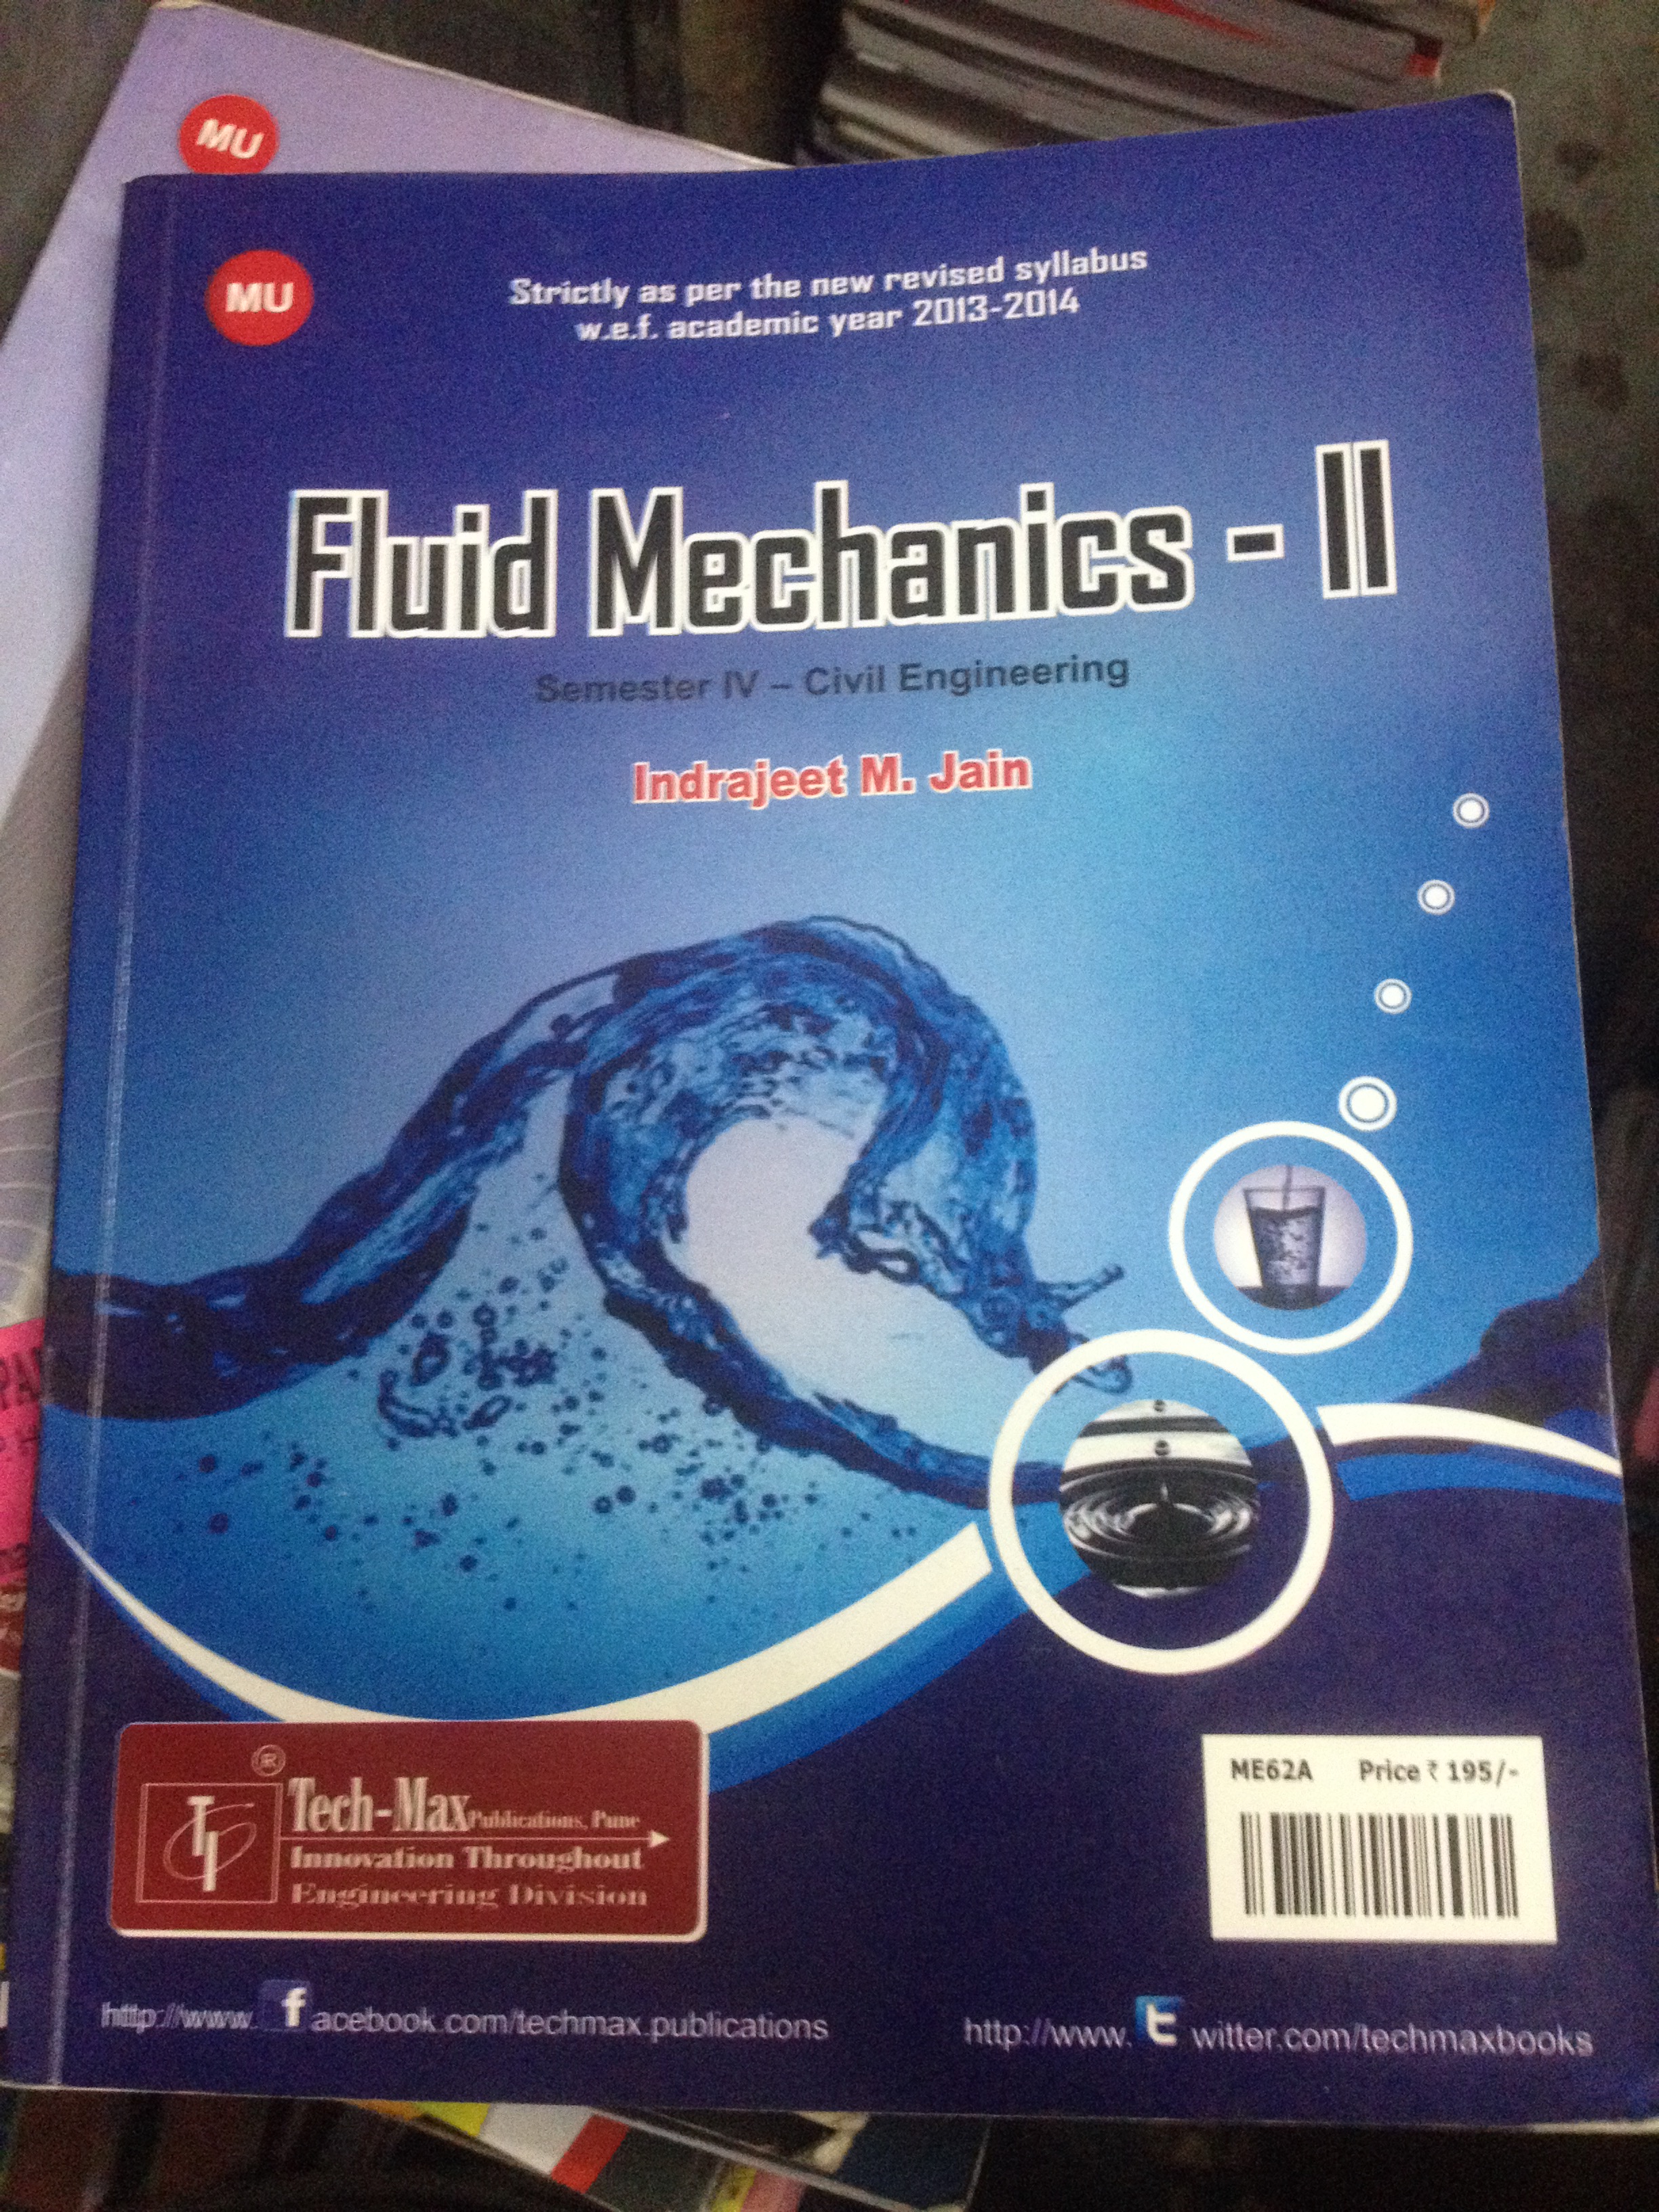 MU
MU
Strictly as per the new revised syllabus
w.e.f. academic year 2013-2014
Fluid Mechanics - II
Semester IV – Civil Engineering
Indrajeet M. Jain
®
Tech-Max Publications, Pune
Innovation Throughout
Engineering Division
ME62A Price ₹ 195/-
http://www.facebook.com/techmax.publications
http://www.twitter.com/techmaxbooks